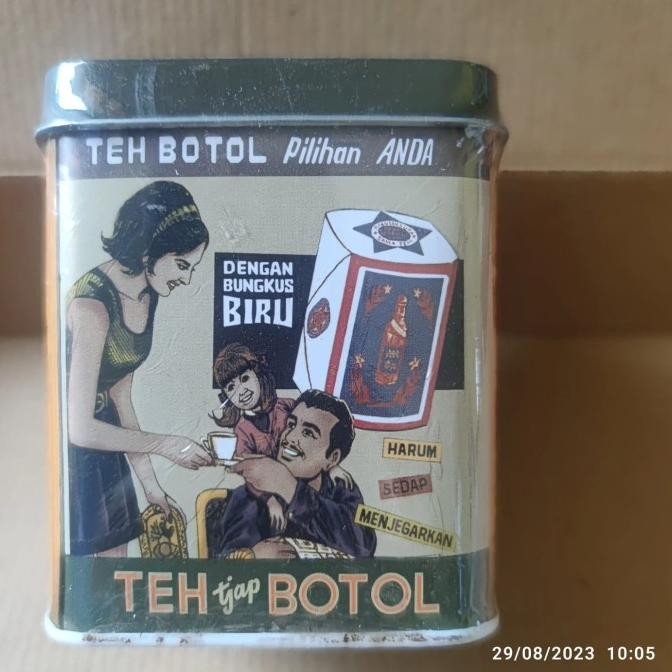 TEH BOTOL Pilihan ANDA
DENGAN
BUNGKUS
BIRU
HARUM
SEDAP
MENJEGARKAN
TEH tjap BOTOL
29/08/2023 10:05